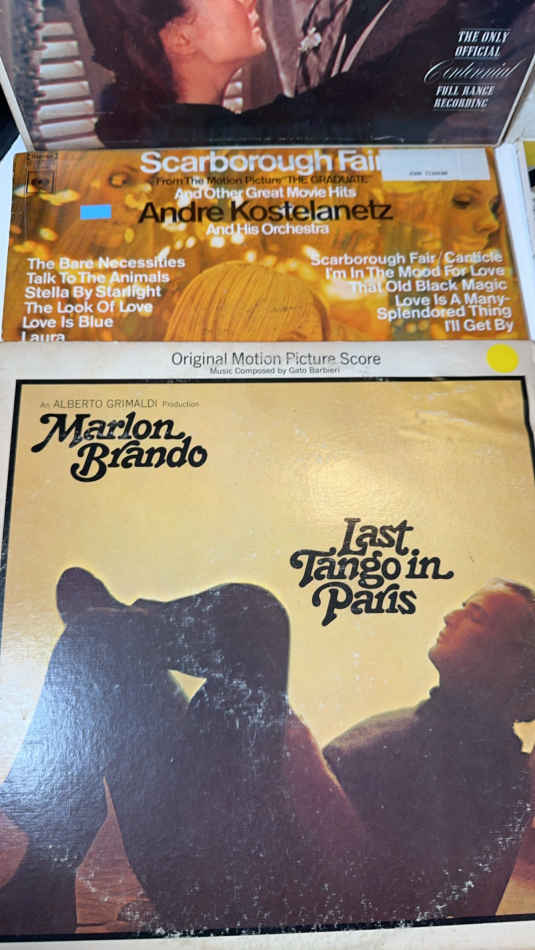 THE ONLY
OFFICIAL
Centennial
FULL RANGE
RECORDING
Scarborough Fair
From The Motion Picture "THE GRADUATE"
And Other Great Movie Hits
Andre Kostelanetz
And His Orchestra
The Bare Necessities
Talk To The Animals
Stella By Starlight
The Look Of Love
Love Is Blue
Laura
Scarborough Fair/Canticle
I'm In The Mood For Love
That Old Black Magic
Love Is A Many-
Splendored Thing
I'll Get By
Original Motion Picture Score
Music Composed by Gato Barbieri
An ALBERTO GRIMALDI Production
Marlon
Brando
Last
Tango in
Paris